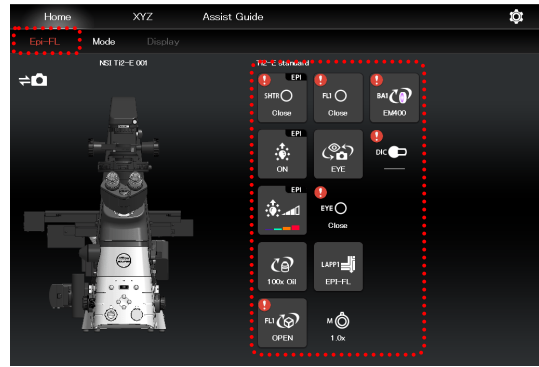 Home XYZ Assist Guide
Epi-FL Mode Display
NSI Ti2-E 001
Ti2-E standard
EPI
SHTR FL1 BA1
Close Close EM400
EPI
DIC
ON EYE
EPI
EYE
Close
LAPP1
100x Oil EPI-FL
FL1 M
OPEN 1.0x